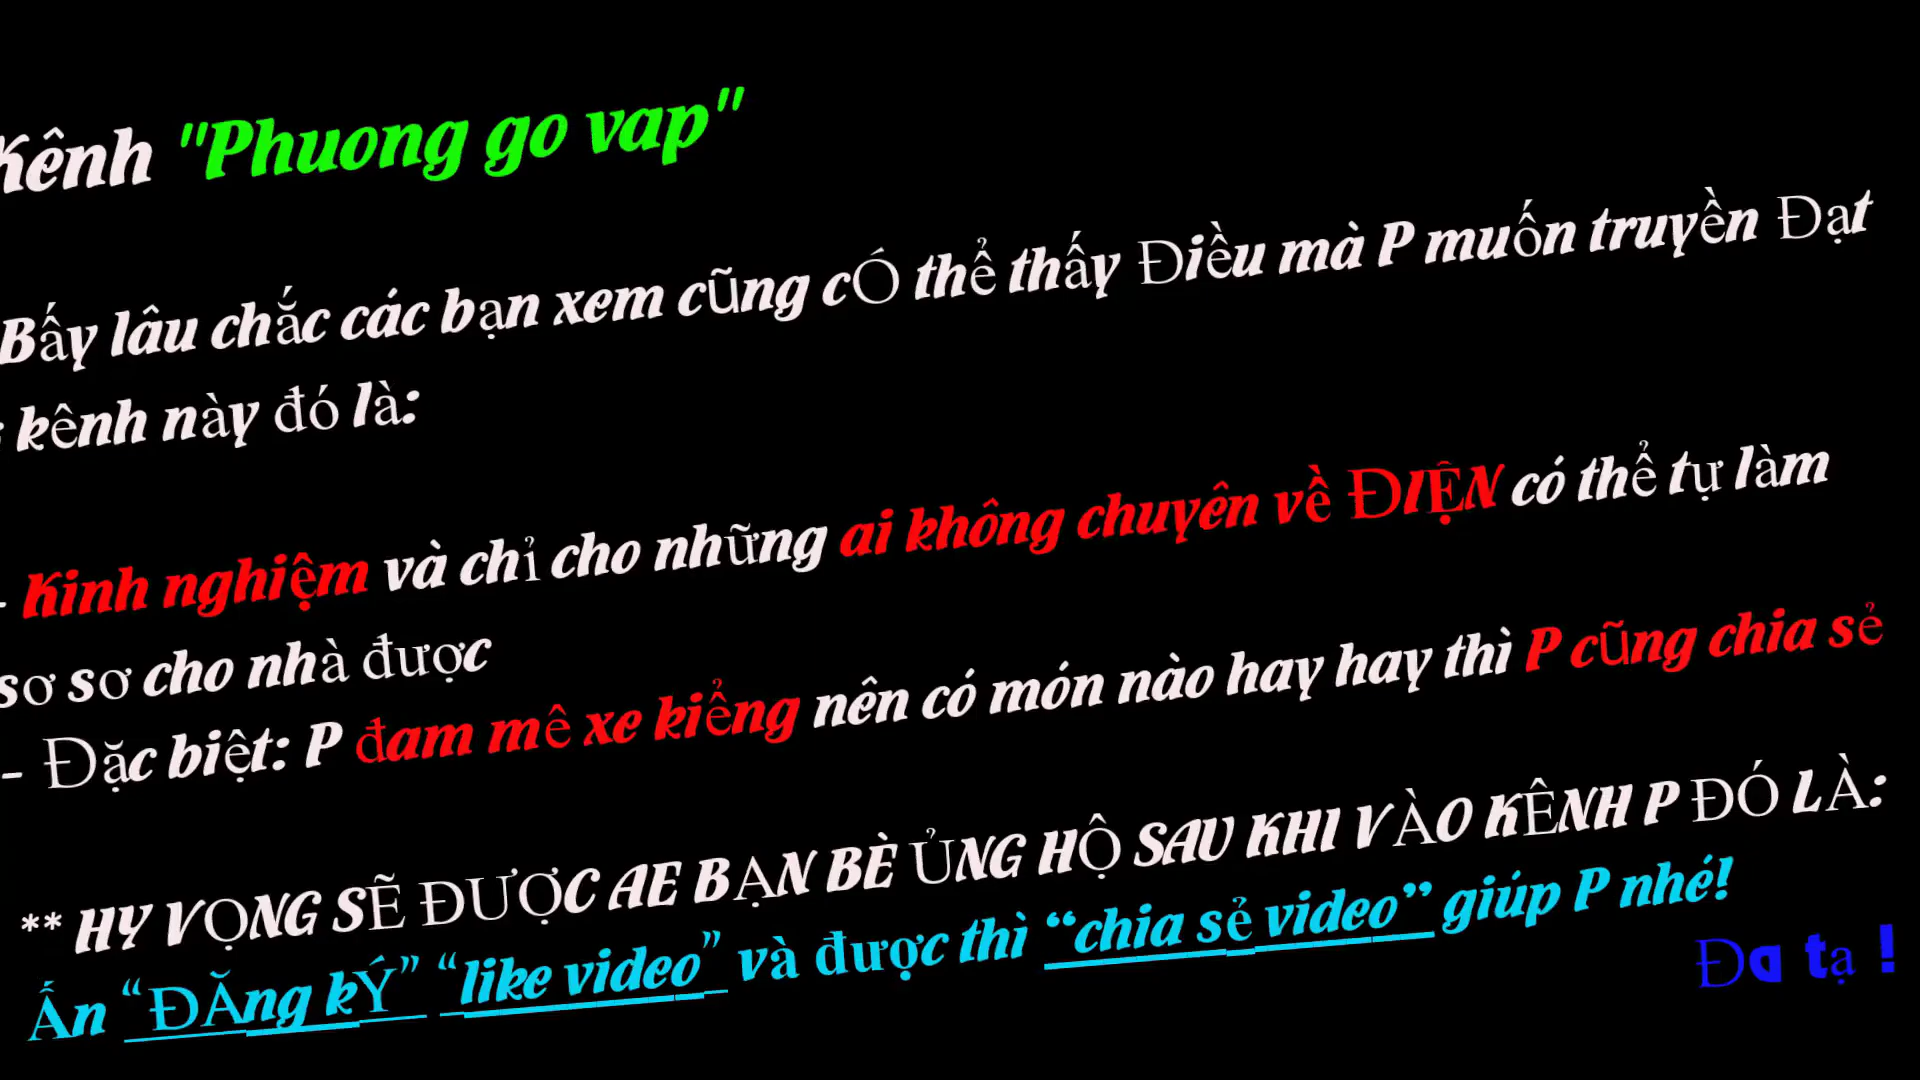 Kênh "Phuong go vap"
Bấy lâu chắc các bạn xem cũng cÓ thể thấy Điều mà P muốn truyền Đạt
kênh này đó là:
- Kinh nghiệm và chỉ cho những ai không chuyên về ĐIỆN có thể tự làm
sơ sơ cho nhà được
- Đặc biệt: P đam mê xe kiểng nên có món nào hay hay thì P cũng chia sẻ
** HY VỌNG SẼ ĐƯỢC AE BẠN BÈ ỦNG HỘ SAU KHI VÀO KÊNH P ĐÓ LÀ:
Ấn “ĐĂng kÝ” “like video” và được thì “chia sẻ video” giúp P nhé!
Đa tạ !